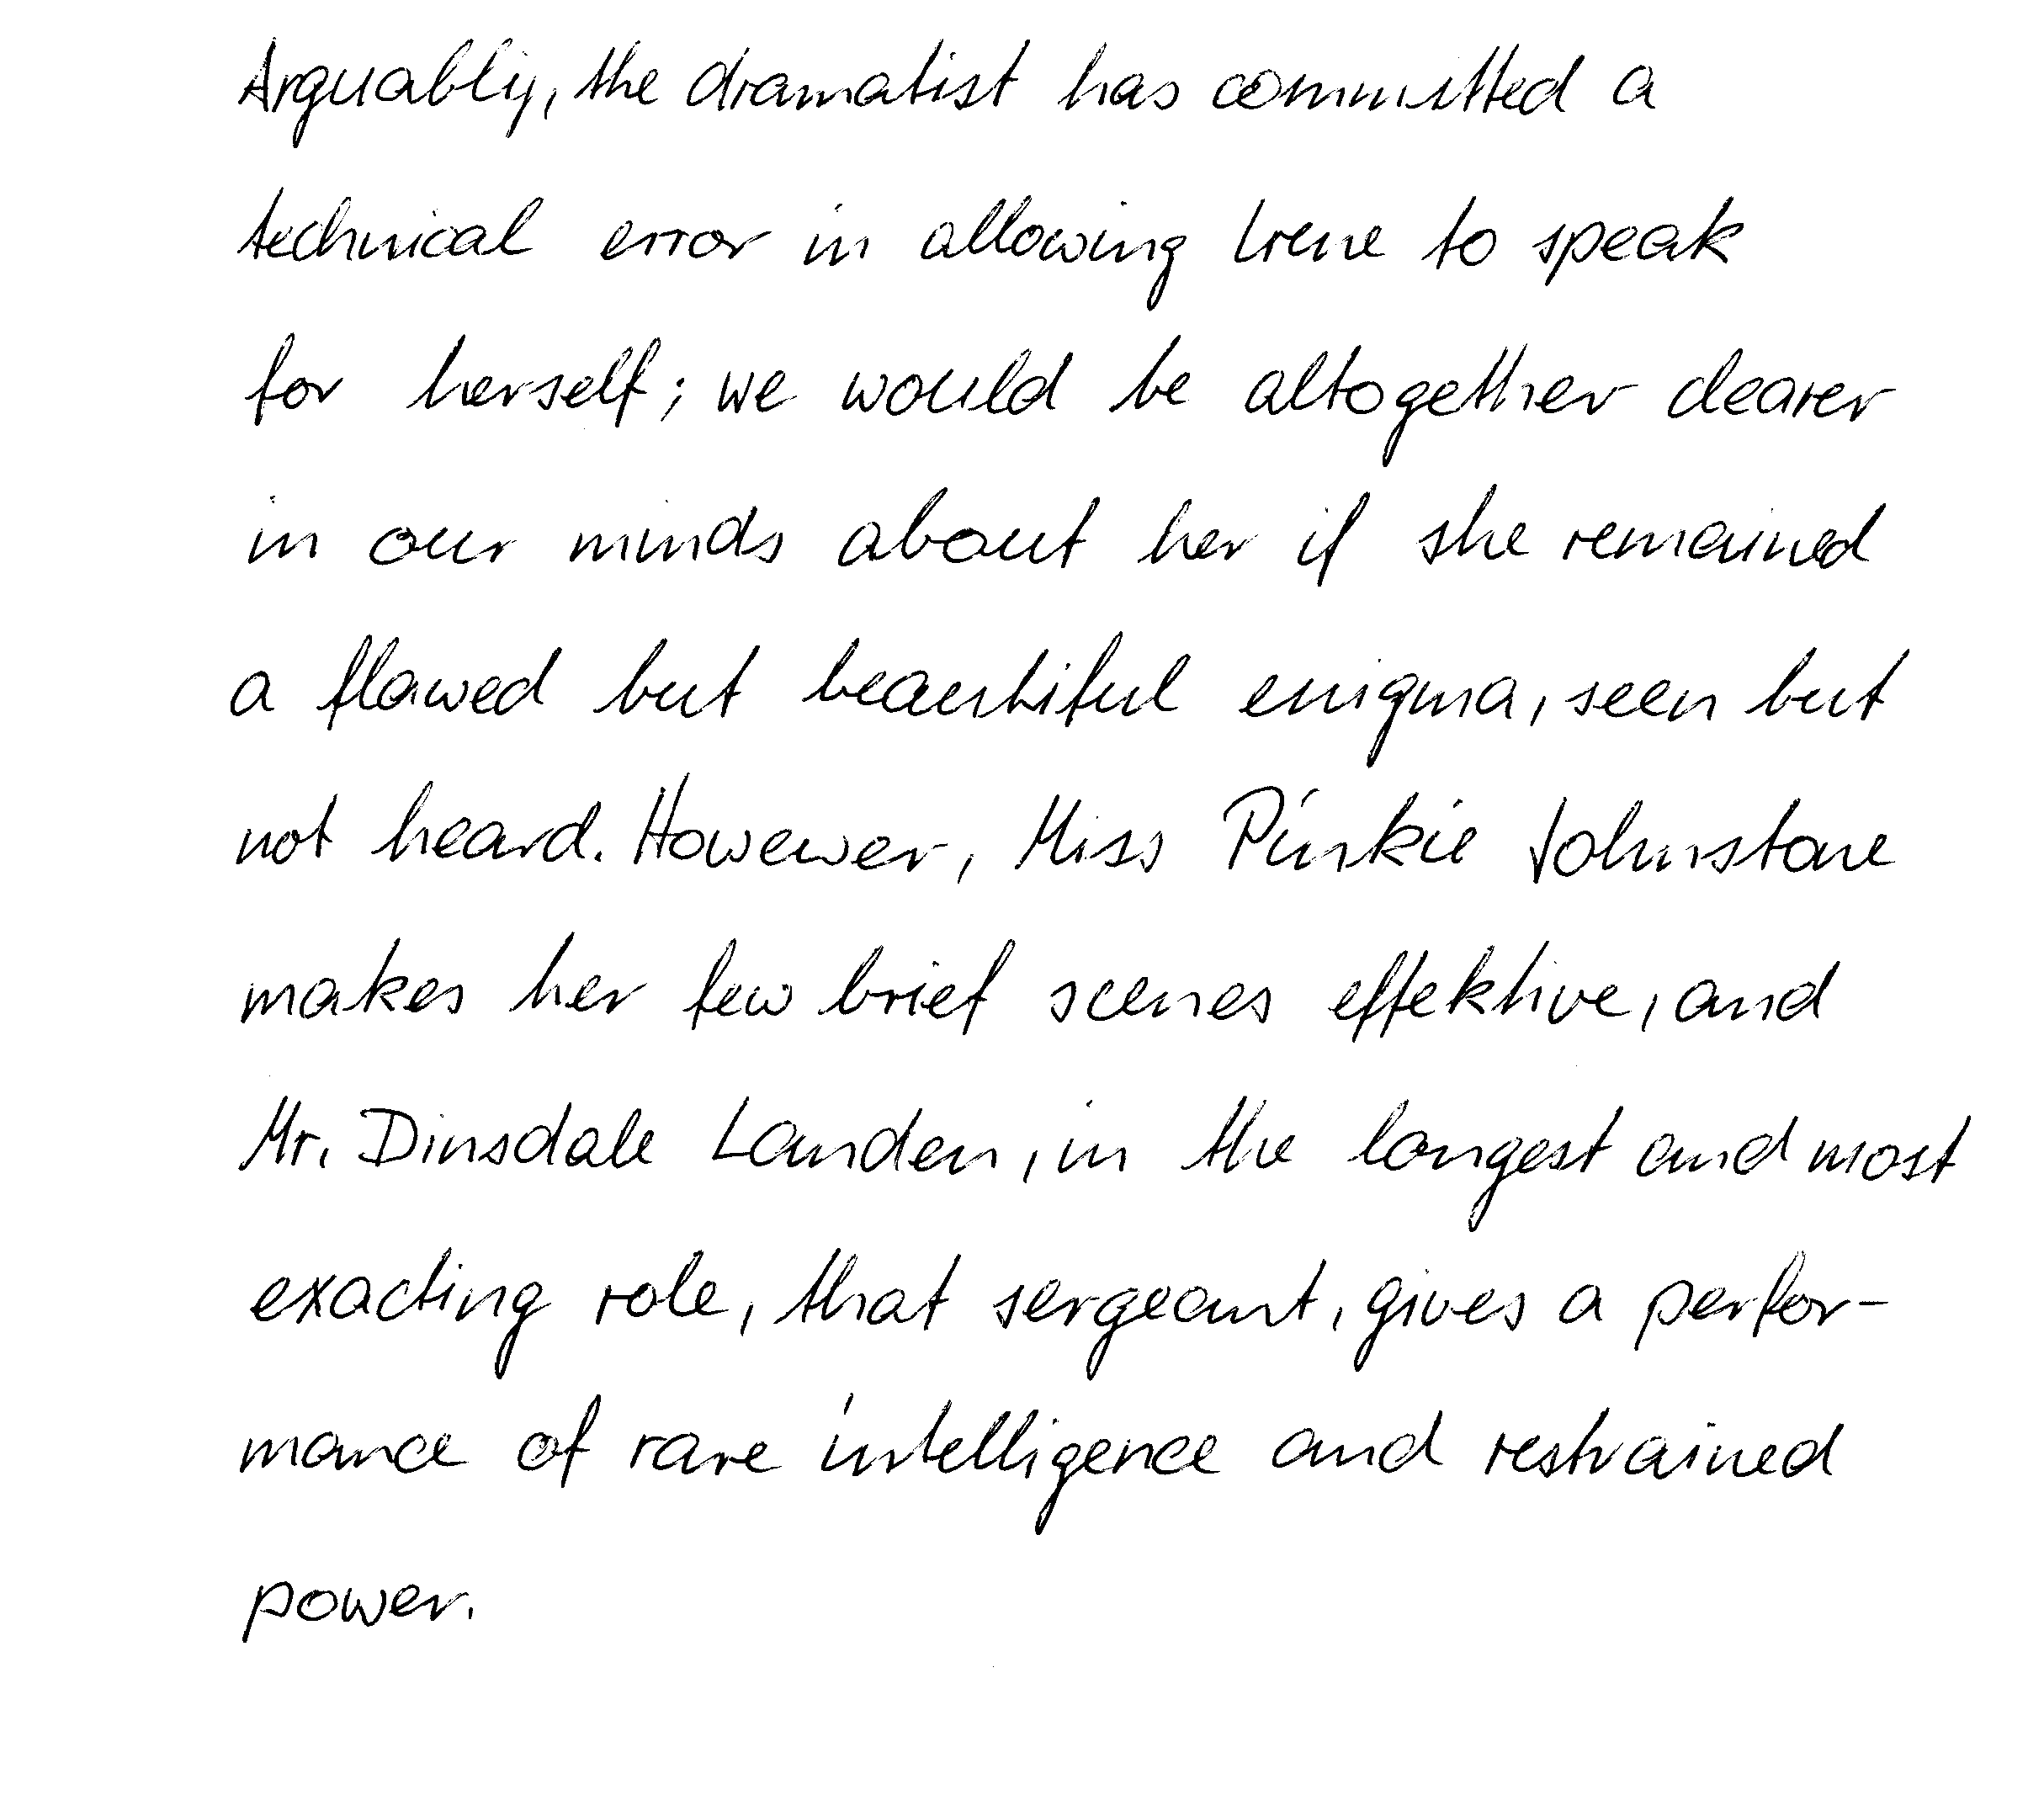 Arguably, the dramatist has committed a
technical error in allowing Irene to speak
for herself; we would be altogether clearer
in our minds about her if she remained
a flawed but beautiful enigma, seen but
not heard. Howewer, Miss Pinkie Johnstone
makes her few brief scenes effektive, and
Mr. Dinsdale Landen, in the longest and most
exacting role, that sergeant, gives a perfor-
mance of rare intelligence and restrained
power.